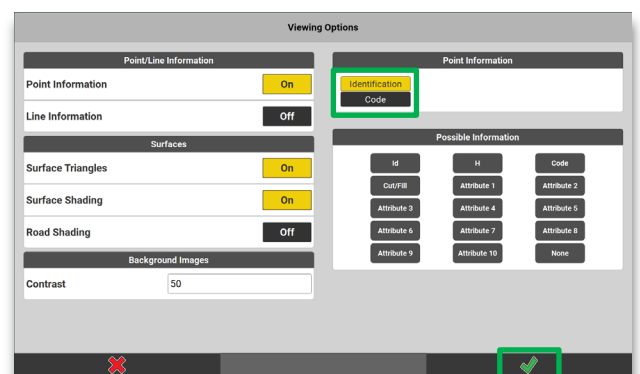 Viewing Options
Point/Line Information
Point Information On
Line Information Off
Surfaces
Surface Triangles On
Surface Shading On
Road Shading Off
Background Images
Contrast 50
Point Information
Identification
Code
Possible Information
Id H Code
Cut/Fill Attribute 1 Attribute 2
Attribute 3 Attribute 4 Attribute 5
Attribute 6 Attribute 7 Attribute 8
Attribute 9 Attribute 10 None